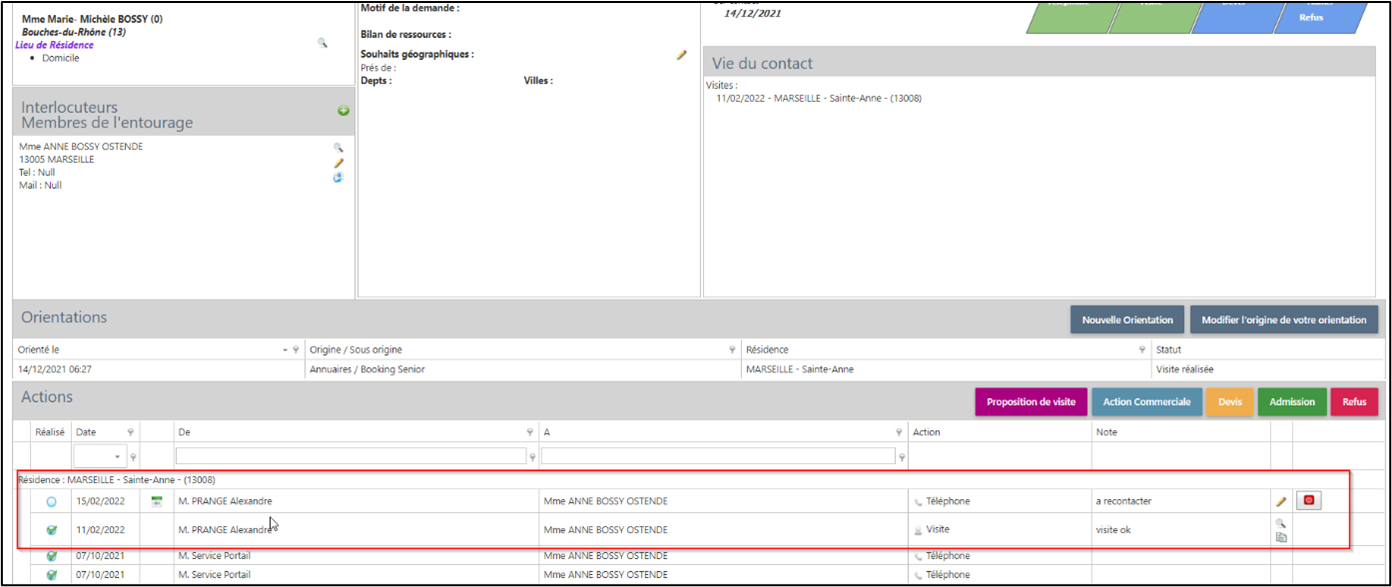 Mme Marie- Michèle BOSSY (0)
Bouches-du-Rhône (13)
Lieu de Résidence
Domicile
Interlocuteurs
Membres de l'entourage
Mme ANNE BOSSY OSTENDE
13005 MARSEILLE
Tel : Null
Mail : Null
Motif de la demande :
Bilan de ressources :
Souhaits géographiques :
Prés de :
Depts : Villes :
14/12/2021
Refus
Vie du contact
Visites :
11/02/2022 - MARSEILLE - Sainte-Anne - (13008)
Orientations
Nouvelle Orientation Modifier l'origine de votre orientation
Orienté le Origine / Sous origine Résidence Statut
14/12/2021 06:27 Annuaires / Booking Senior MARSEILLE - Sainte-Anne Visite réalisée
Actions
Proposition de visite Action Commerciale Devis Admission Refus
Réalisé Date De A Action Note
Résidence : MARSEILLE - Sainte-Anne - (13008)
15/02/2022 M. PRANGE Alexandre Mme ANNE BOSSY OSTENDE Téléphone a recontacter
11/02/2022 M. PRANGE Alexandre Mme ANNE BOSSY OSTENDE Visite visite ok
07/10/2021 M. Service Portail Mme ANNE BOSSY OSTENDE Téléphone
07/10/2021 M. Service Portail Mme ANNE BOSSY OSTENDE Téléphone